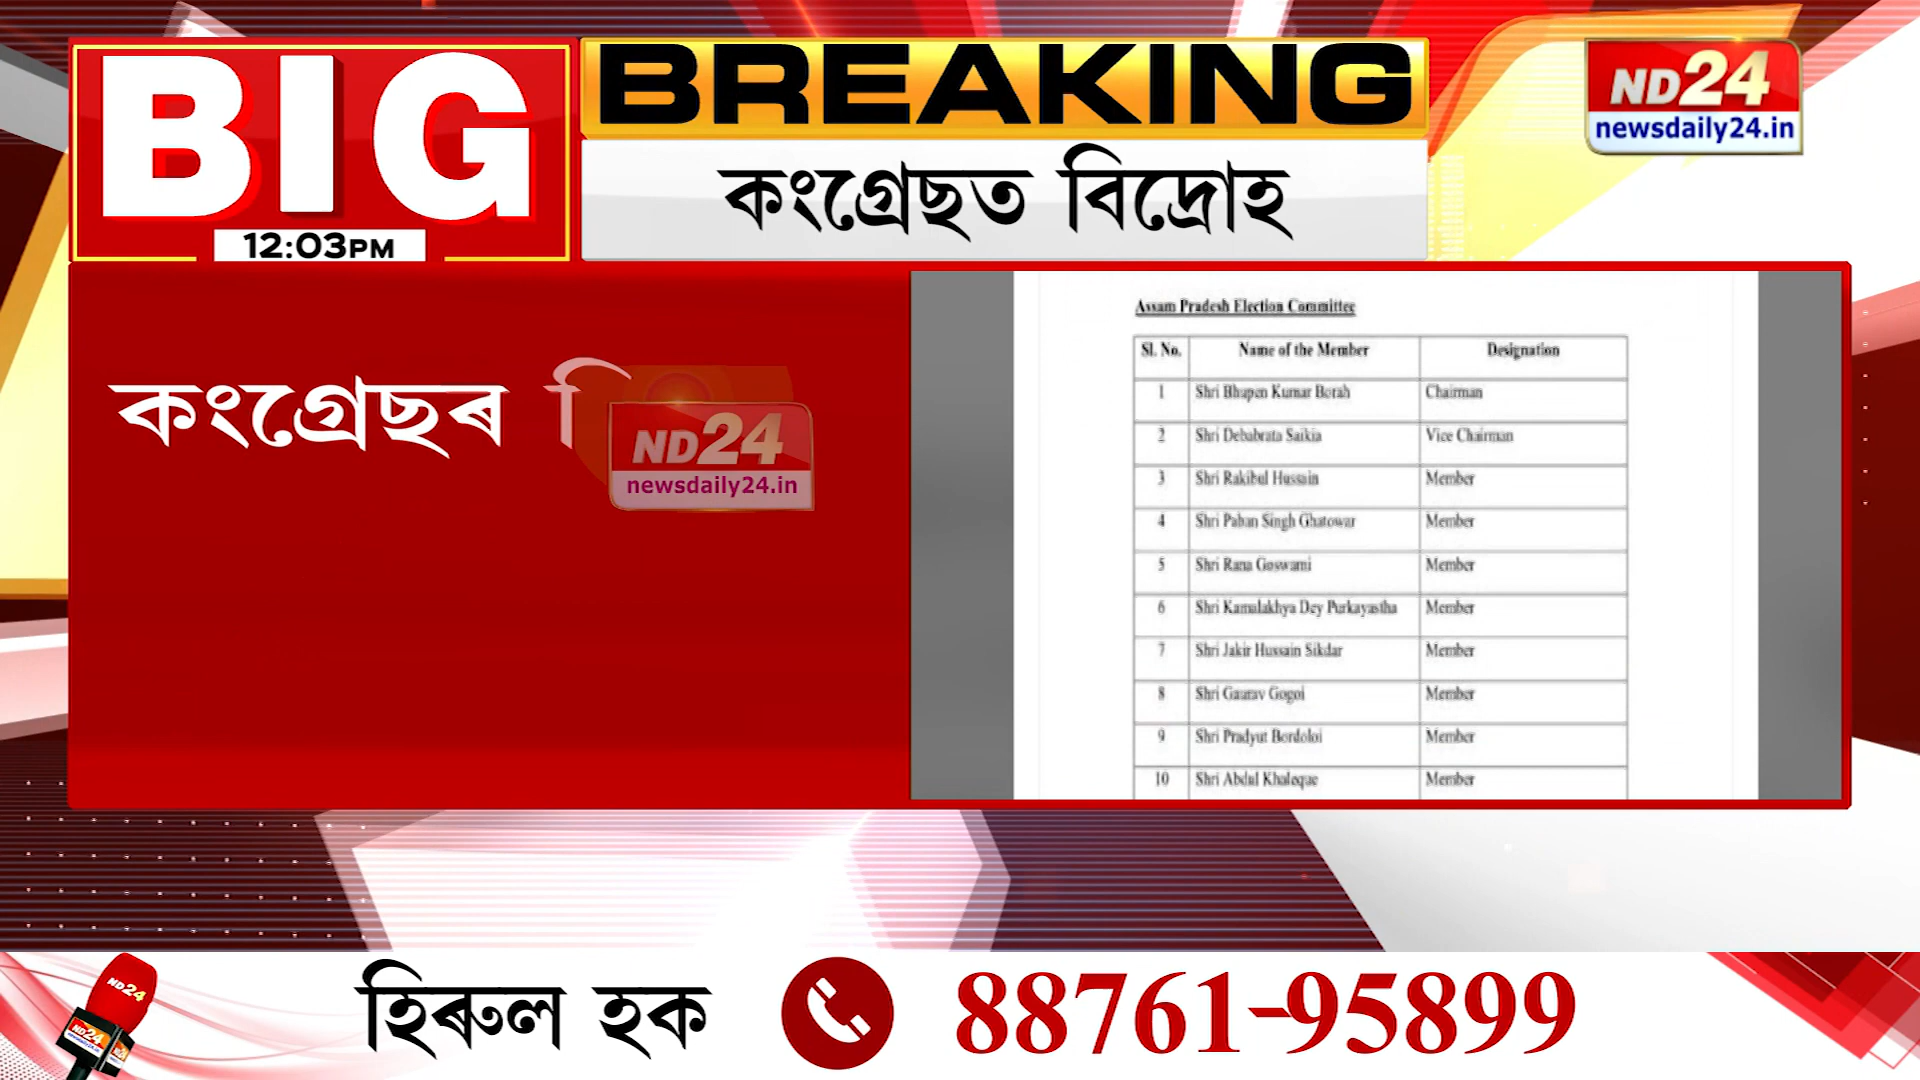 BIG
12:03PM
BREAKING
কংগ্ৰেছত বিদ্ৰোহ
ND24
newsdaily24.in
কংগ্ৰেছৰ
ND24
newsdaily24.in
Assam Pradesh Election Committee
Sl. No. Name of the Member Designation
1 Shri Bhupen Kumar Borah Chairman
2 Shri Debabrata Saikia Vice Chairman
3 Shri Rakibul Hussain Member
4 Shri Paban Singh Ghatowar Member
5 Shri Rana Goswami Member
6 Shri Kamalakhya Dey Purkayastha Member
7 Shri Jakir Hussain Sikdar Member
8 Shri Gaurav Gogoi Member
9 Shri Pradyut Bordoloi Member
10 Shri Abdul Khaleque Member
ND24
ND24
হিৰুল হক 88761-95899